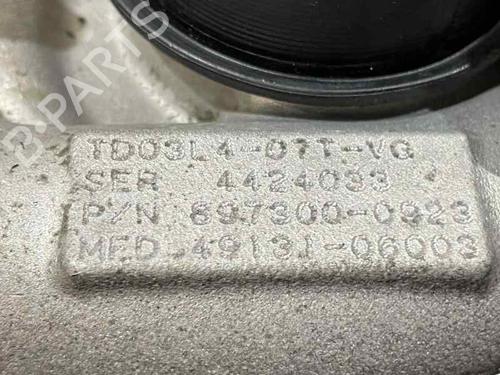 TD03L4-07T-VG
SER 4424033
P/N 897300-0923
MFD 49131-06003
B-PARTS